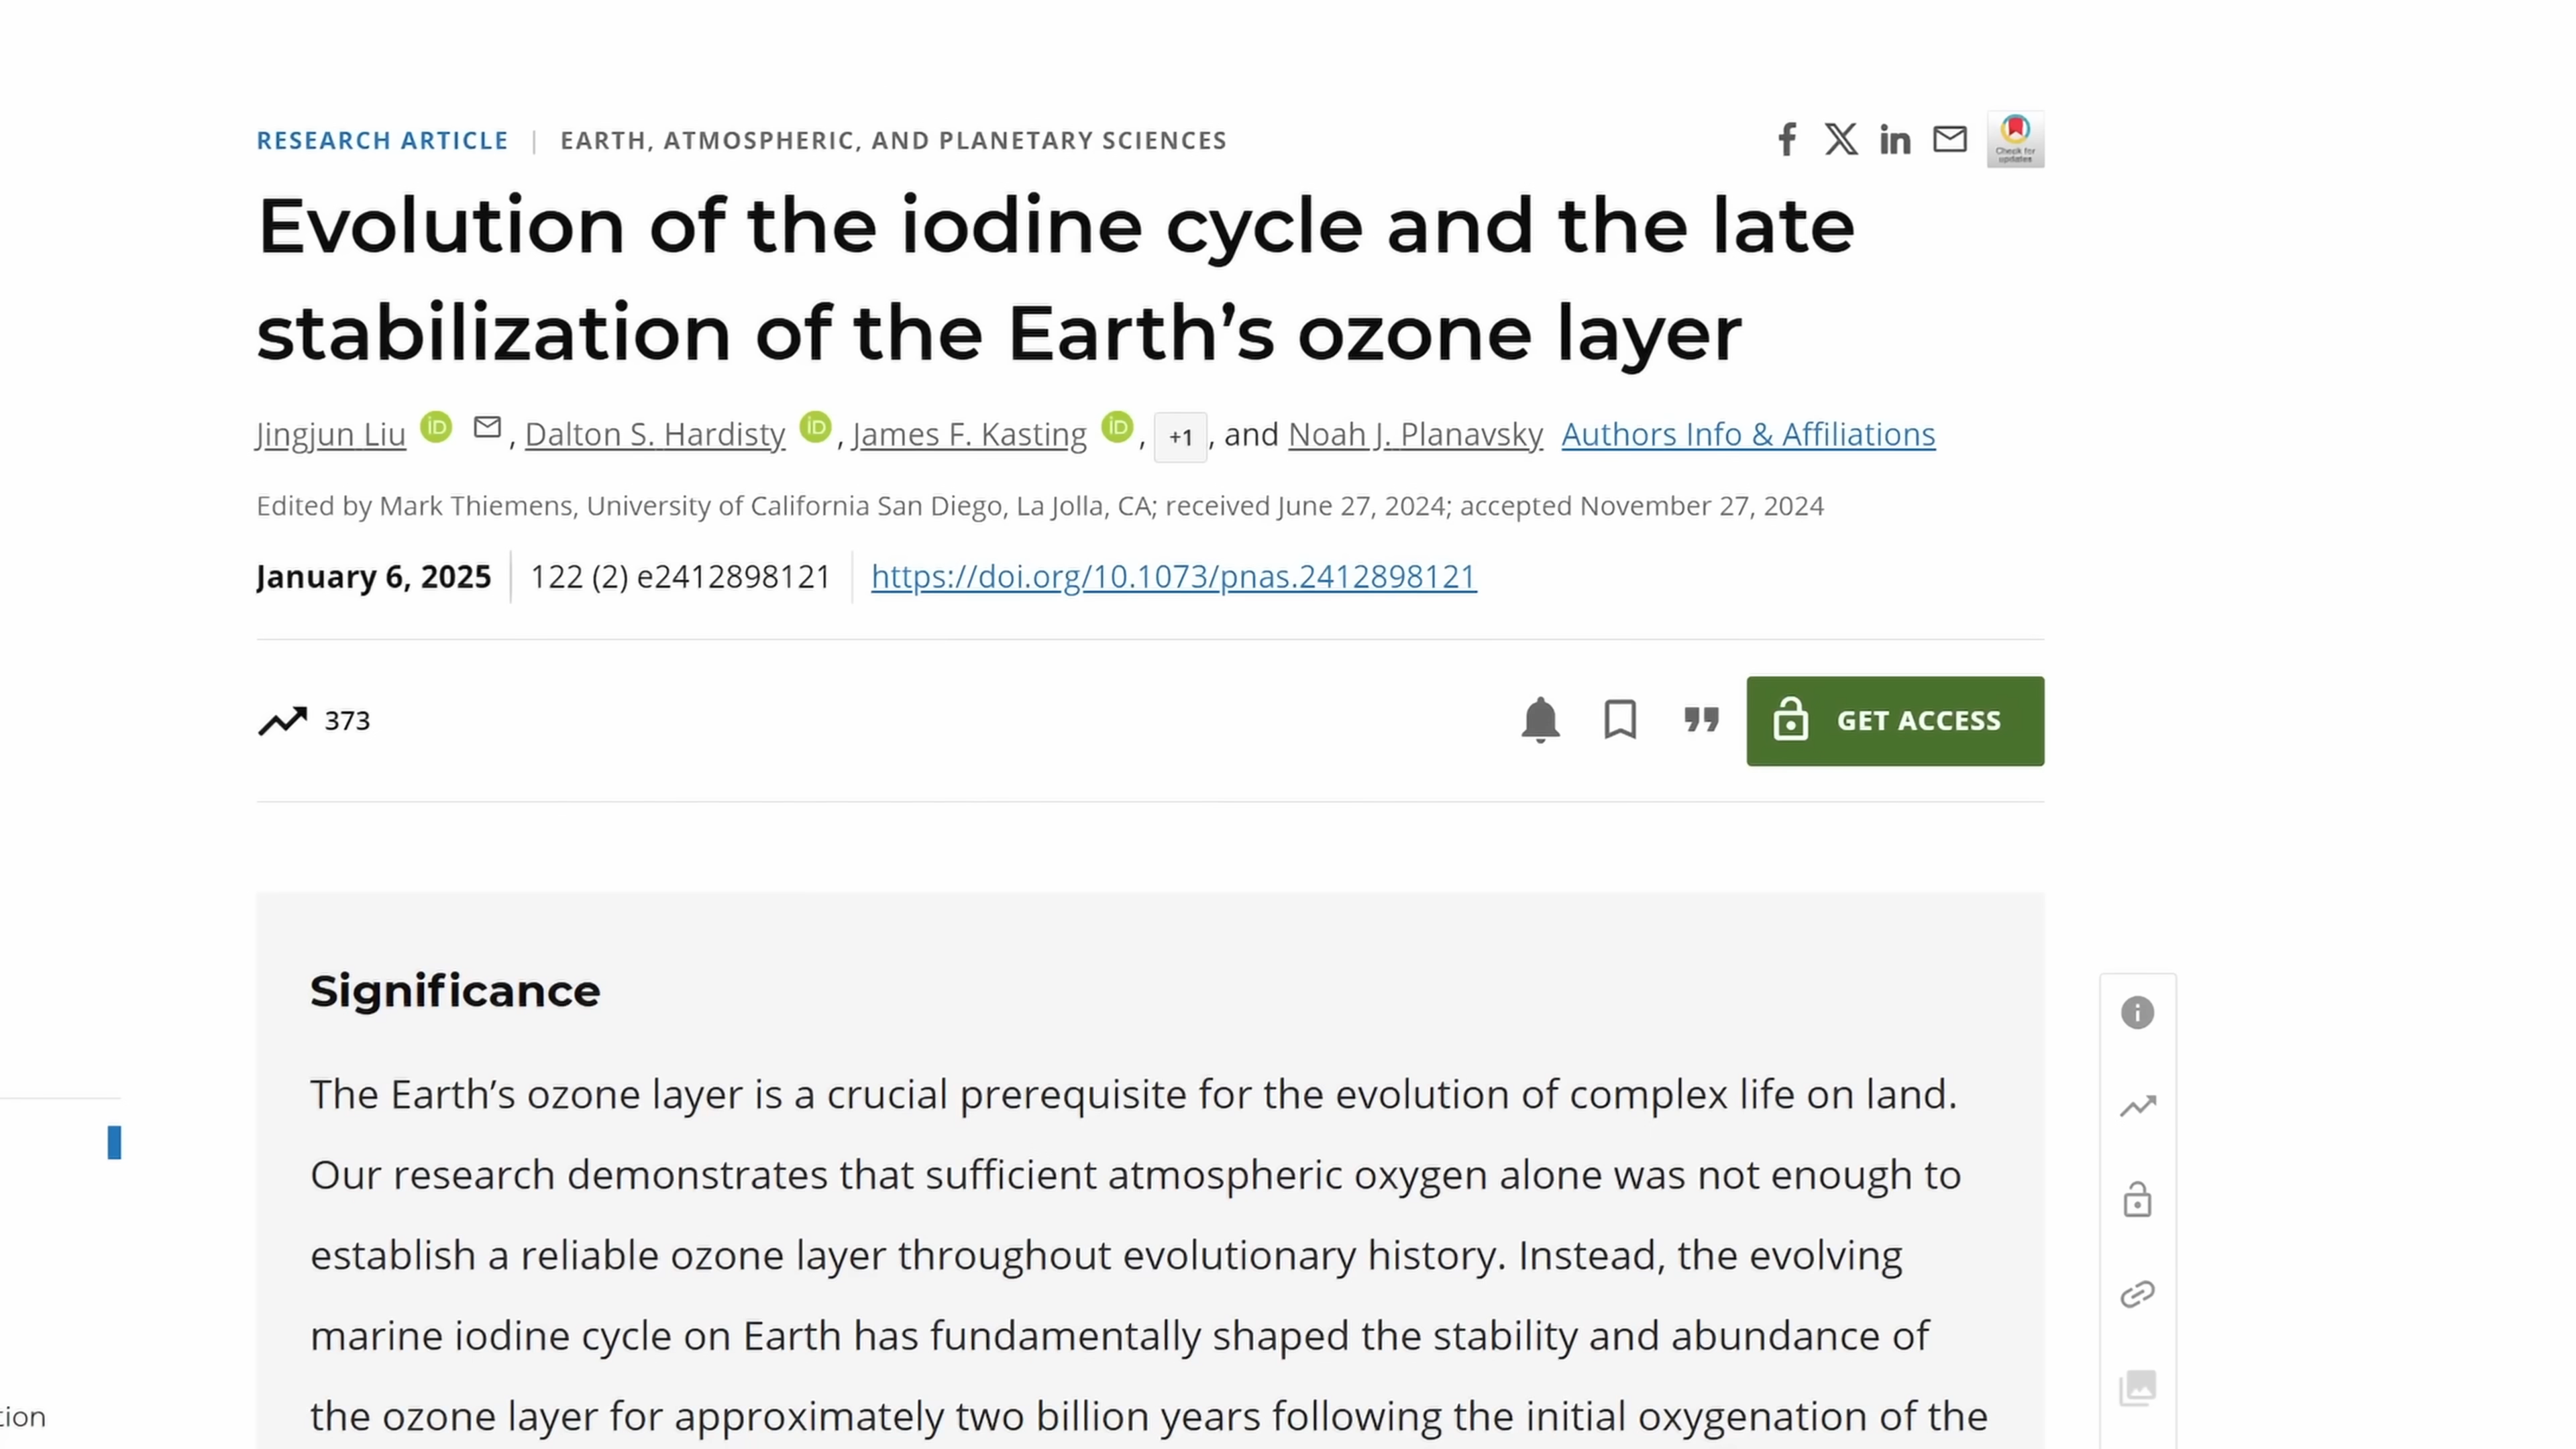 RESEARCH ARTICLE | EARTH, ATMOSPHERIC, AND PLANETARY SCIENCES
Check for
updates
Evolution of the iodine cycle and the late
stabilization of the Earth’s ozone layer
Jingjun Liu iD , Dalton S. Hardisty iD , James F. Kasting iD , +1 , and Noah J. Planavsky Authors Info & Affiliations
Edited by Mark Thiemens, University of California San Diego, La Jolla, CA; received June 27, 2024; accepted November 27, 2024
January 6, 2025 | 122 (2) e2412898121 | https://doi.org/10.1073/pnas.2412898121
373
GET ACCESS
Significance
The Earth’s ozone layer is a crucial prerequisite for the evolution of complex life on land.
Our research demonstrates that sufficient atmospheric oxygen alone was not enough to
establish a reliable ozone layer throughout evolutionary history. Instead, the evolving
marine iodine cycle on Earth has fundamentally shaped the stability and abundance of
the ozone layer for approximately two billion years following the initial oxygenation of the
tion